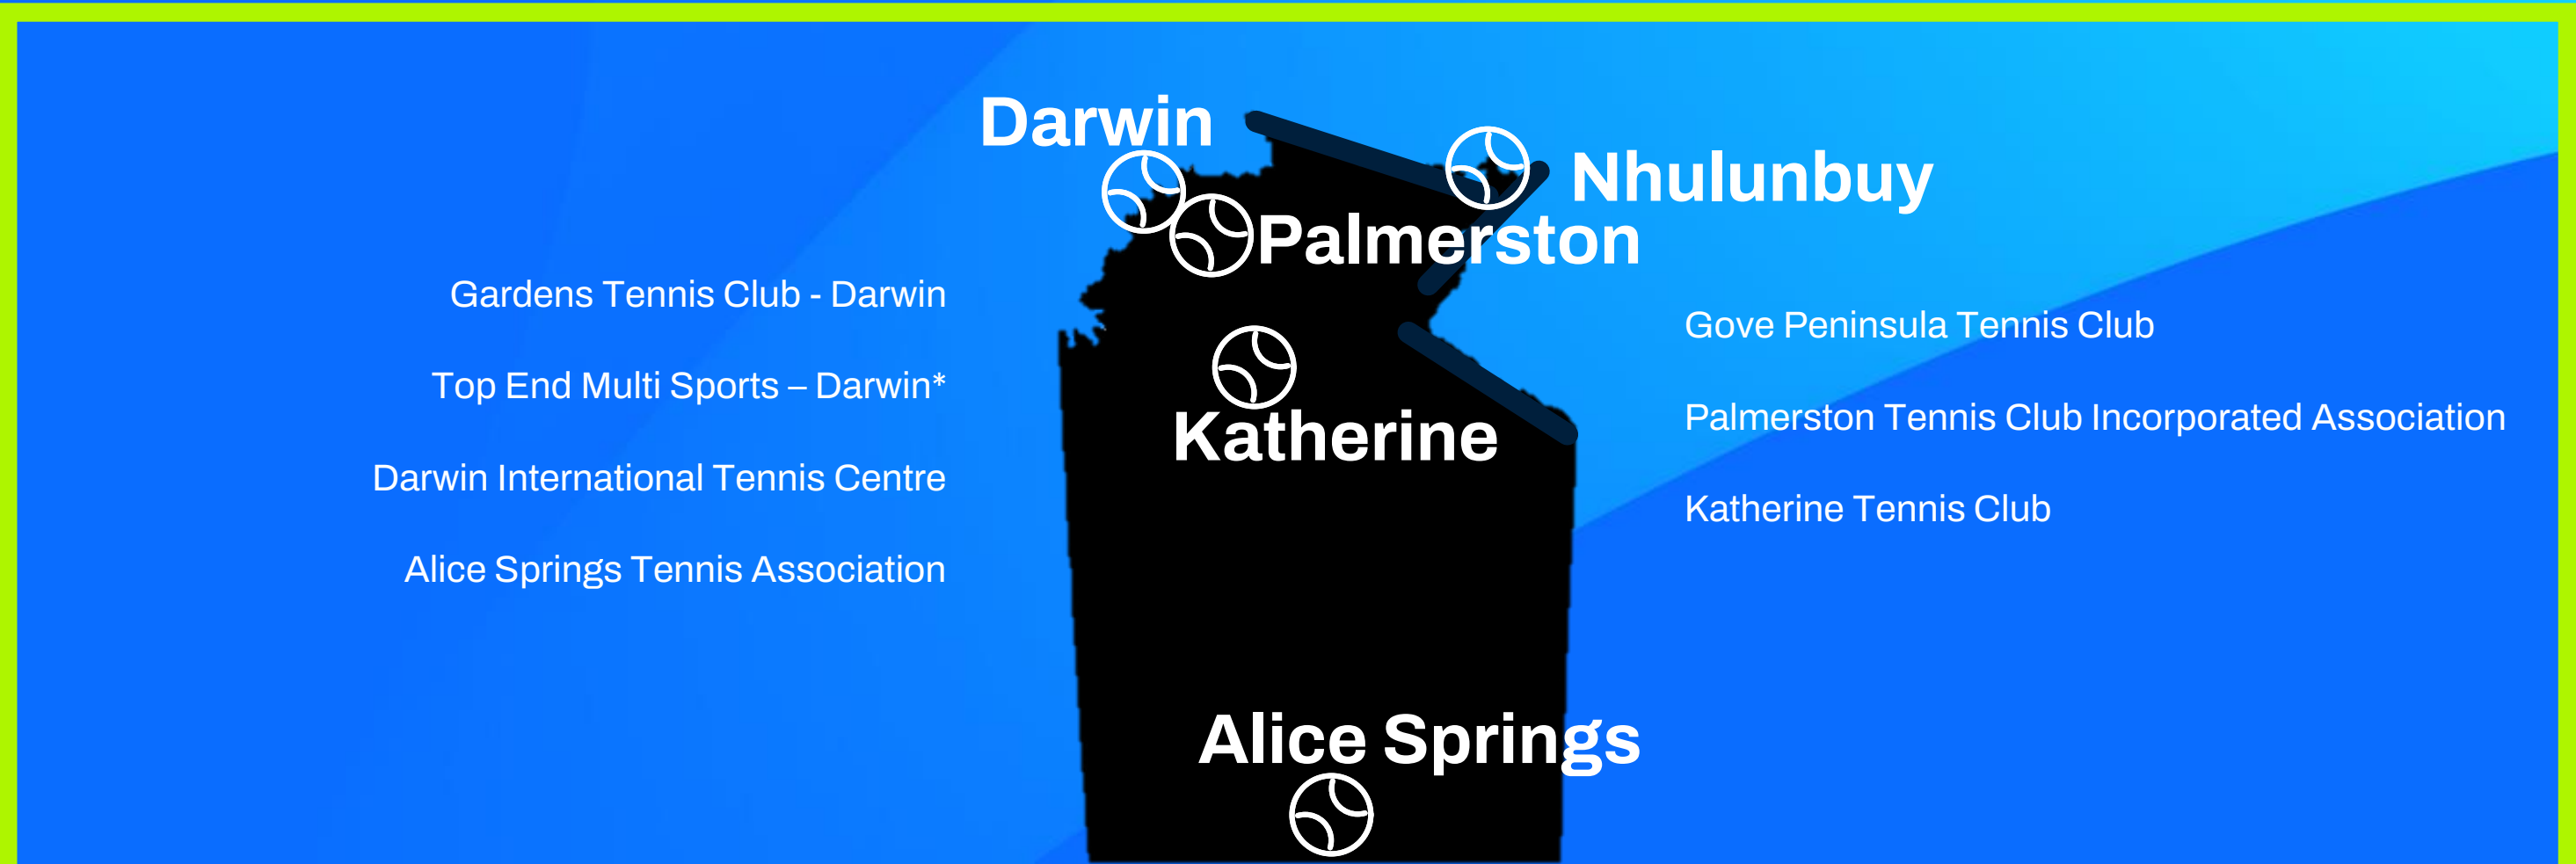 Darwin
Nhulunbuy
Palmerston
Katherine
Alice Springs
Gardens Tennis Club - Darwin
Top End Multi Sports – Darwin*
Darwin International Tennis Centre
Alice Springs Tennis Association
Gove Peninsula Tennis Club
Palmerston Tennis Club Incorporated Association
Katherine Tennis Club